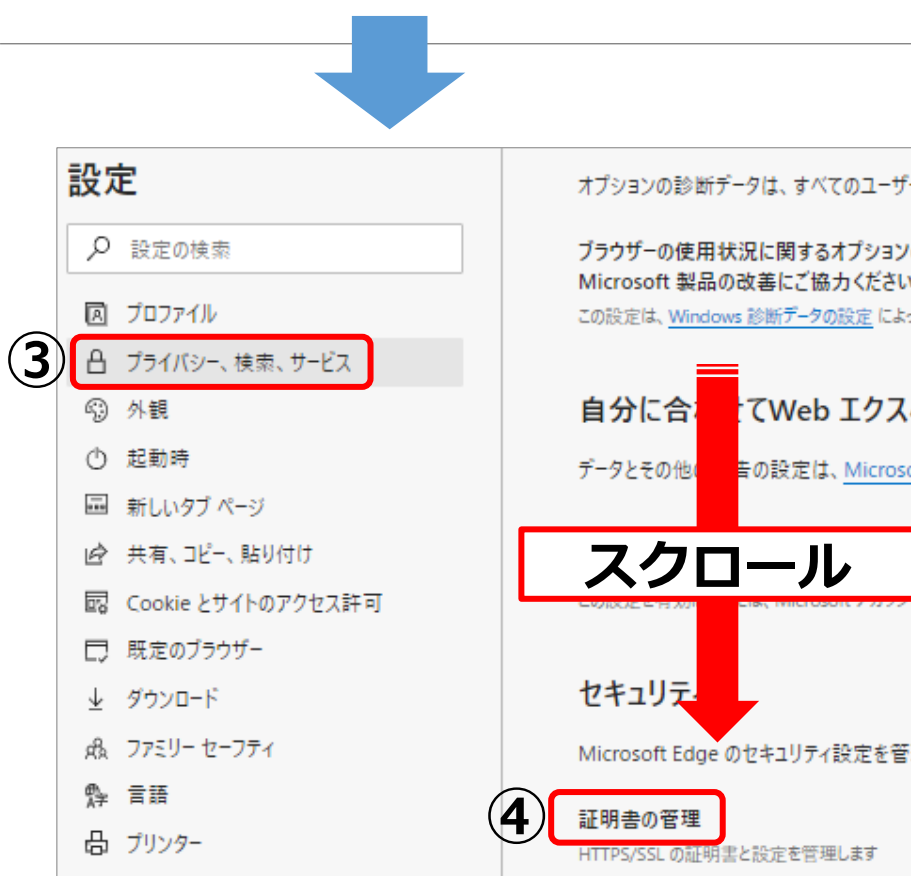 設定
設定の検索
プロファイル
③
プライバシー、検索、サービス
外観
起動時
新しいタブ ページ
共有、コピー、貼り付け
Cookie とサイトのアクセス許可
既定のブラウザー
ダウンロード
ファミリー セーフティ
言語
プリンター
オプションの診断データは、すべてのユーザー
ブラウザーの使用状況に関するオプション
Microsoft 製品の改善にご協力ください
この設定は、Windows 診断データの設定 によ
自分に合 てWeb エクス
データとその他 告の設定は、Microso
スクロール
セキュリティ
Microsoft Edge のセキュリティ設定を管
④
証明書の管理
HTTPS/SSL の証明書と設定を管理します